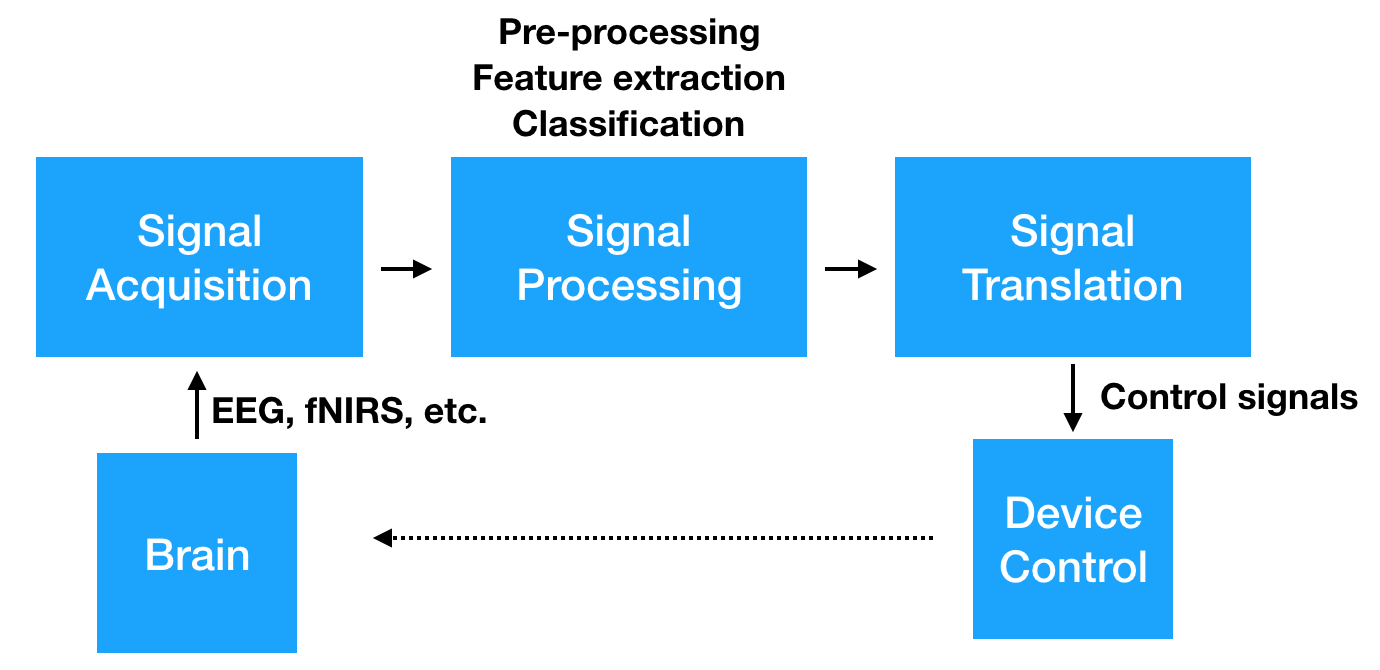 Pre-processing
Feature extraction
Classification
Signal
Acquisition
Signal
Processing
Signal
Translation
EEG, fNIRS, etc.
Control signals
Brain
Device
Control